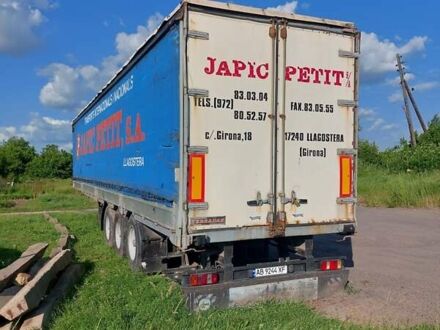 JAPÍC PETIT S/A
TELS.(972) 83.03.04
80.52.57
FAX.83.05.55
c/.Girona,18
17240 LLAGOSTERA
(Girona)
JAPIC PETIT, S.A.
LLAGOSTERA
AB 9244 XF